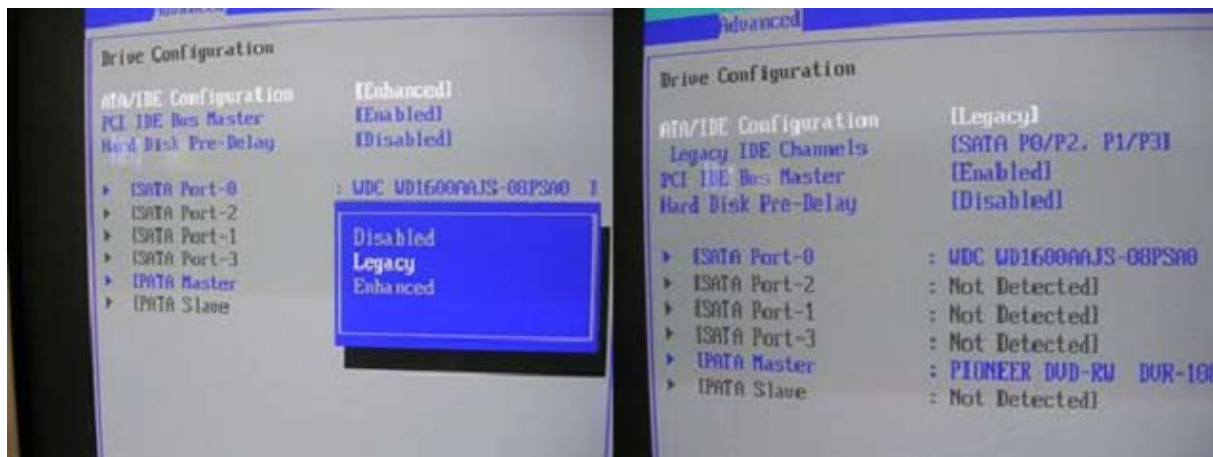 Advanced
Drive Configuration
ATA/IDE Configuration [Enhanced]
PCI IDE Bus Master [Enabled]
Hard Disk Pre-Delay [Disabled]
[SATA Port-0 : WDC WD1600AAJS-08PSA0 ]
[SATA Port-2
[SATA Port-1
[SATA Port-3
[PATA Master
[PATA Slave
Disabled
Legacy
Enhanced
Advanced
Drive Configuration
ATA/IDE Configuration [Legacy]
Legacy IDE Channels [SATA P0/P2, P1/P3]
PCI IDE Bus Master [Enabled]
Hard Disk Pre-Delay [Disabled]
[SATA Port-0 : WDC WD1600AAJS-08PSA0
[SATA Port-2 : Not Detected]
[SATA Port-1 : Not Detected]
[SATA Port-3 : Not Detected]
[PATA Master : PIONEER DVD-RW DVR-108
[PATA Slave : Not Detected]